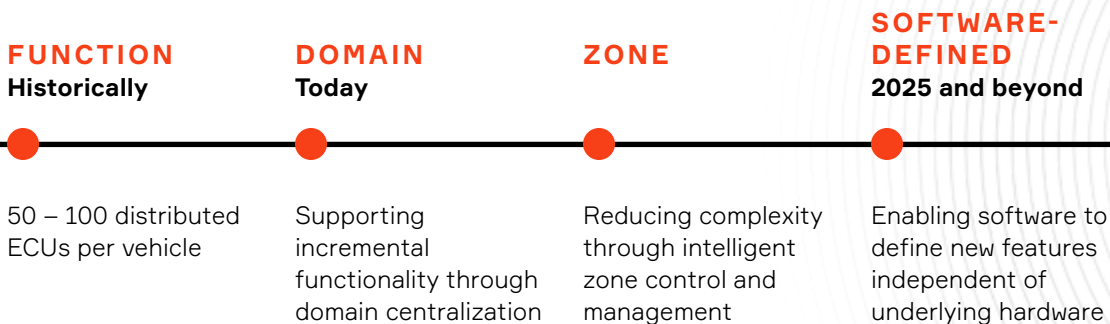 FUNCTION
Historically
50 – 100 distributed
ECUs per vehicle
DOMAIN
Today
Supporting
incremental
functionality through
domain centralization
ZONE
Reducing complexity
through intelligent
zone control and
management
SOFTWARE-
DEFINED
2025 and beyond
Enabling software to
define new features
independent of
underlying hardware